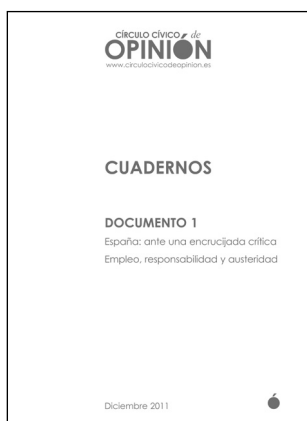 CÍRCULO CÍVICO de
OPINIÓN
www.circulocivicodeopinion.es
CUADERNOS
DOCUMENTO 1
España: ante una encrucijada crítica
Empleo, responsabilidad y austeridad
Diciembre 2011